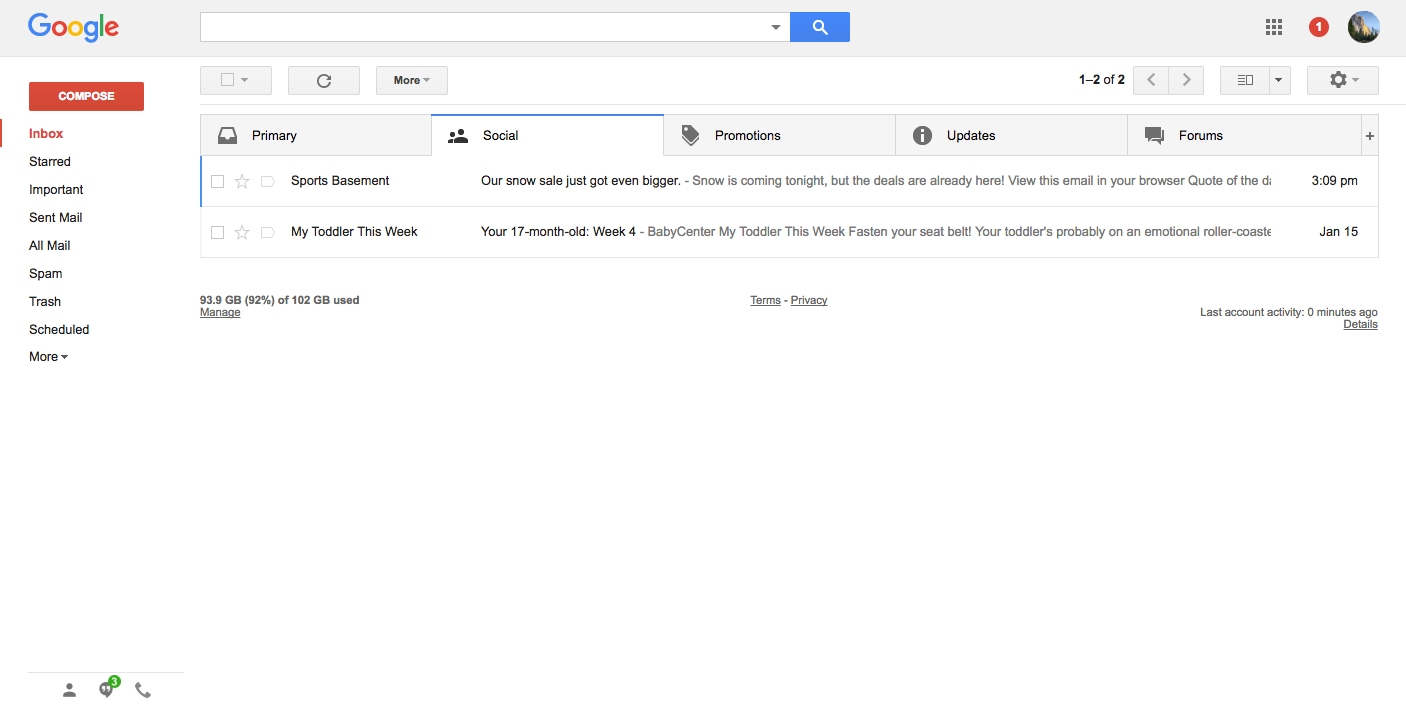 Google
1
More
1–2 of 2
COMPOSE
Inbox
Starred
Important
Sent Mail
All Mail
Spam
Trash
Scheduled
More
Primary
Social
Promotions
Updates
Forums
+
Sports Basement Our snow sale just got even bigger. - Snow is coming tonight, but the deals are already here! View this email in your browser Quote of the 3:09 pm
My Toddler This Week Your 17-month-old: Week 4 - BabyCenter My Toddler This Week Fasten your seat belt! Your toddler's probably on an emotional roller-coaste Jan 15
93.9 GB (92%) of 102 GB used
Manage
Terms - Privacy
Last account activity: 0 minutes ago
Details
3